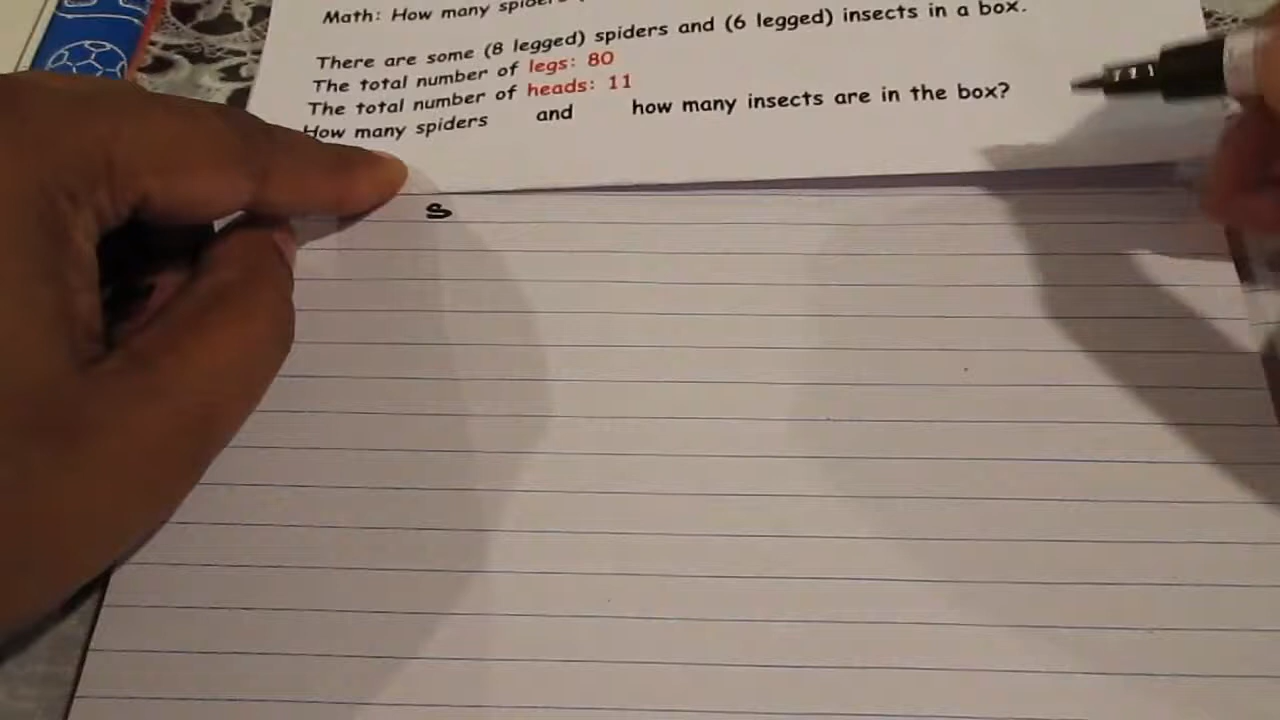 Math: How many
There are some (8 legged) spiders and (6 legged) insects in a box.
The total number of legs: 80
The total number of heads: 11
How many spiders and how many insects are in the box?
S